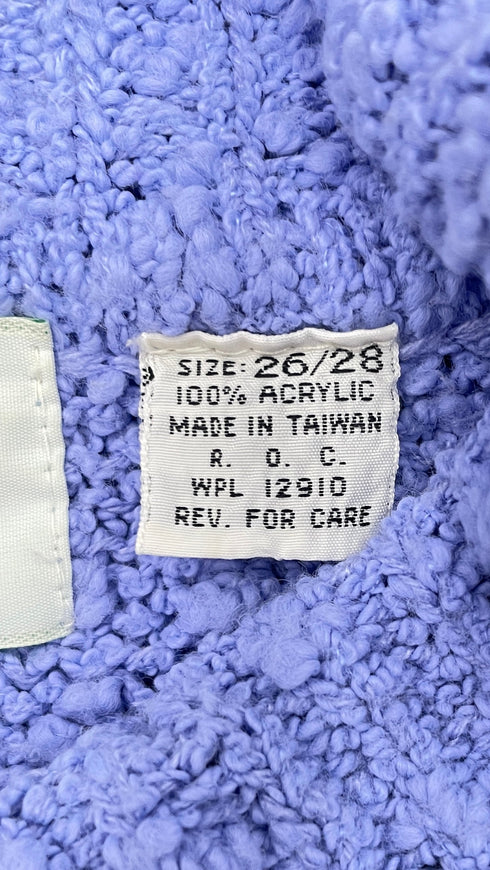 SIZE: 26/28
100% ACRYLIC
MADE IN TAIWAN
R. O. C.
WPL 12910
REV. FOR CARE